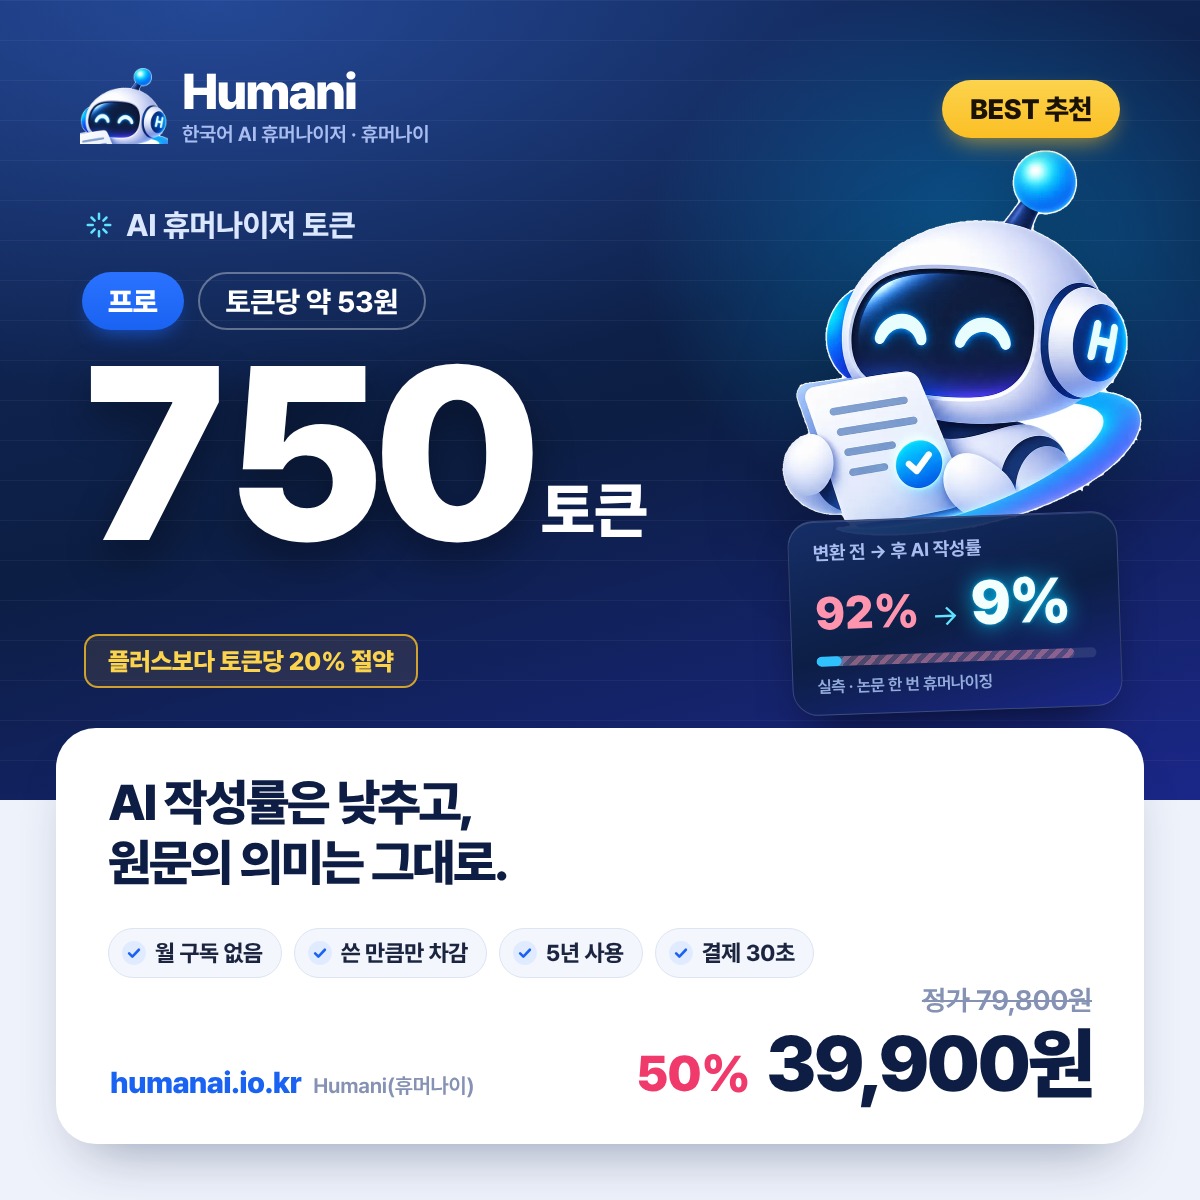 Humani
한국어 AI 휴머나이저 · 휴머나이
BEST 추천
AI 휴머나이저 토큰
프로
토큰당 약 53원
750 토큰
H
H
변환 전 → 후 AI 작성률
92% → 9%
실측 · 논문 한 번 휴머나이징
플러스보다 토큰당 20% 절약
AI 작성률은 낮추고,
원문의 의미는 그대로.
월 구독 없음
쓴 만큼만 차감
5년 사용
결제 30초
정가 79,800원
50% 39,900원
humanai.io.kr Humani(휴머나이)